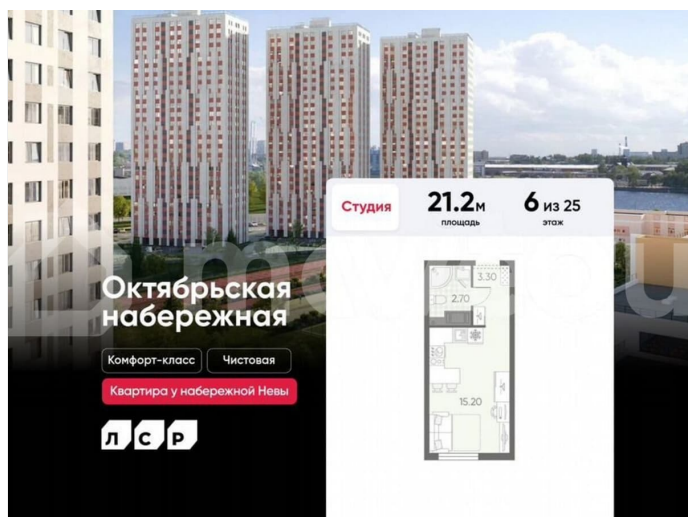 Студия
21.2м
площадь
6 из 25
этаж
3.30
2.70
15.20
Октябрьская
набережная
Комфорт-класс
Чистовая
Квартира у набережной Невы
ЛСР